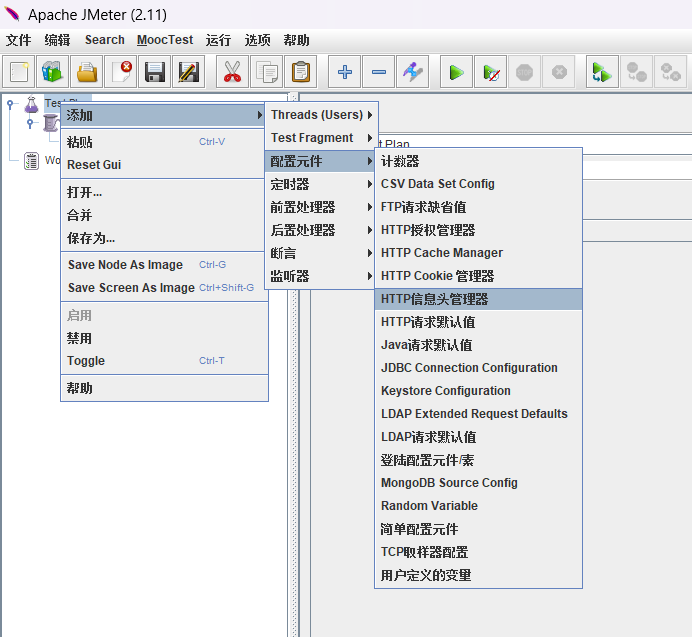 Apache JMeter (2.11)
文件 编辑 Search MoocTest 运行 选项 帮助
Tes
添加
粘贴 Ctrl-V
Reset Gui
打开...
合并
保存为...
Save Node As Image Ctrl-G
Save Screen As Image Ctrl+Shift-G
启用
禁用
Toggle Ctrl-T
帮助
Wo
Threads (Users)
Test Fragment
配置元件
定时器
前置处理器
后置处理器
断言
监听器
t Plan
计数器
CSV Data Set Config
FTP请求缺省值
HTTP授权管理器
HTTP Cache Manager
HTTP Cookie 管理器
HTTP信息头管理器
HTTP请求默认值
Java请求默认值
JDBC Connection Configuration
Keystore Configuration
LDAP Extended Request Defaults
LDAP请求默认值
登陆配置元件/素
MongoDB Source Config
Random Variable
简单配置元件
TCP取样器配置
用户定义的变量